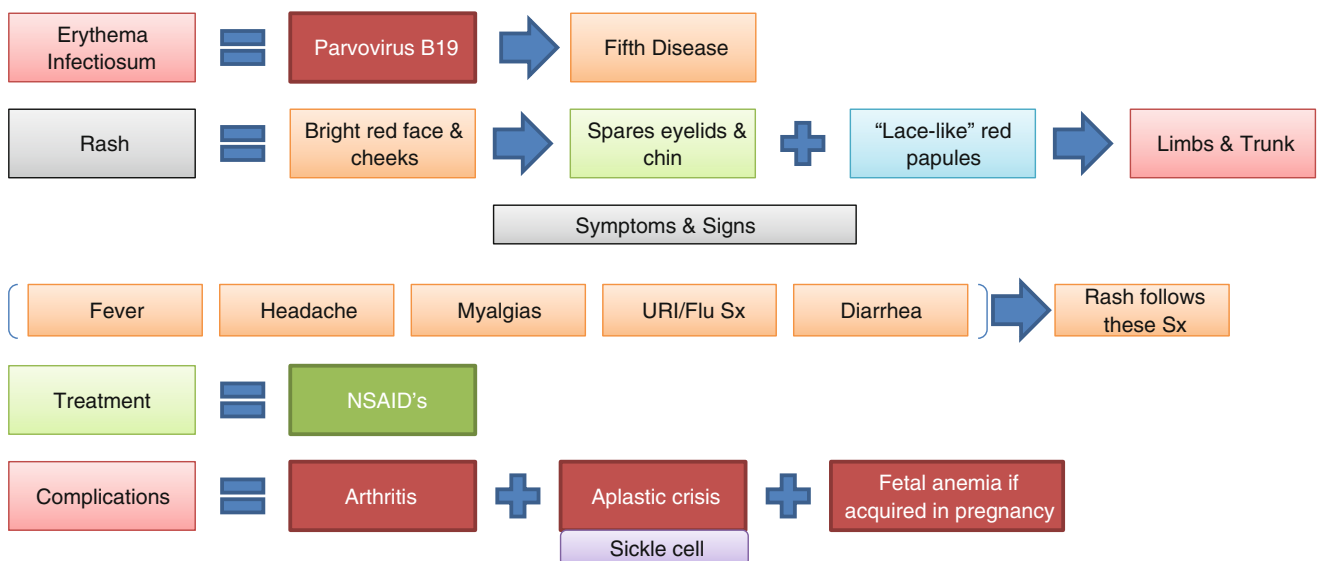 Erythema
Infectiosum
Parvovirus B19
Fifth Disease
Rash
Bright red face &
cheeks
Spares eyelids &
chin
“Lace-like” red
papules
Limbs & Trunk
Symptoms & Signs
Fever
Headache
Myalgias
URI/Flu Sx
Diarrhea
Rash follows
these Sx
Treatment
NSAID's
Complications
Arthritis
Aplastic crisis
Sickle cell
Fetal anemia if
acquired in pregnancy